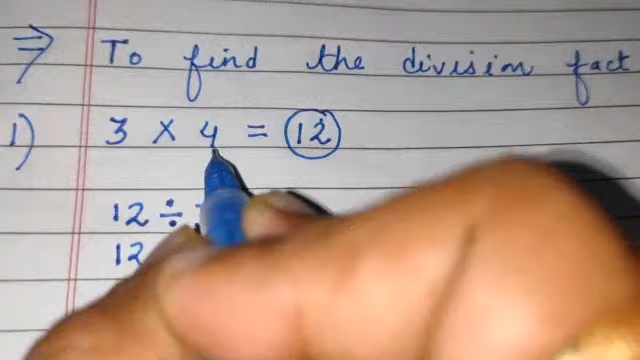 ⇒ To find the division fact
1) 3 × 4 = 12
12 ÷
12